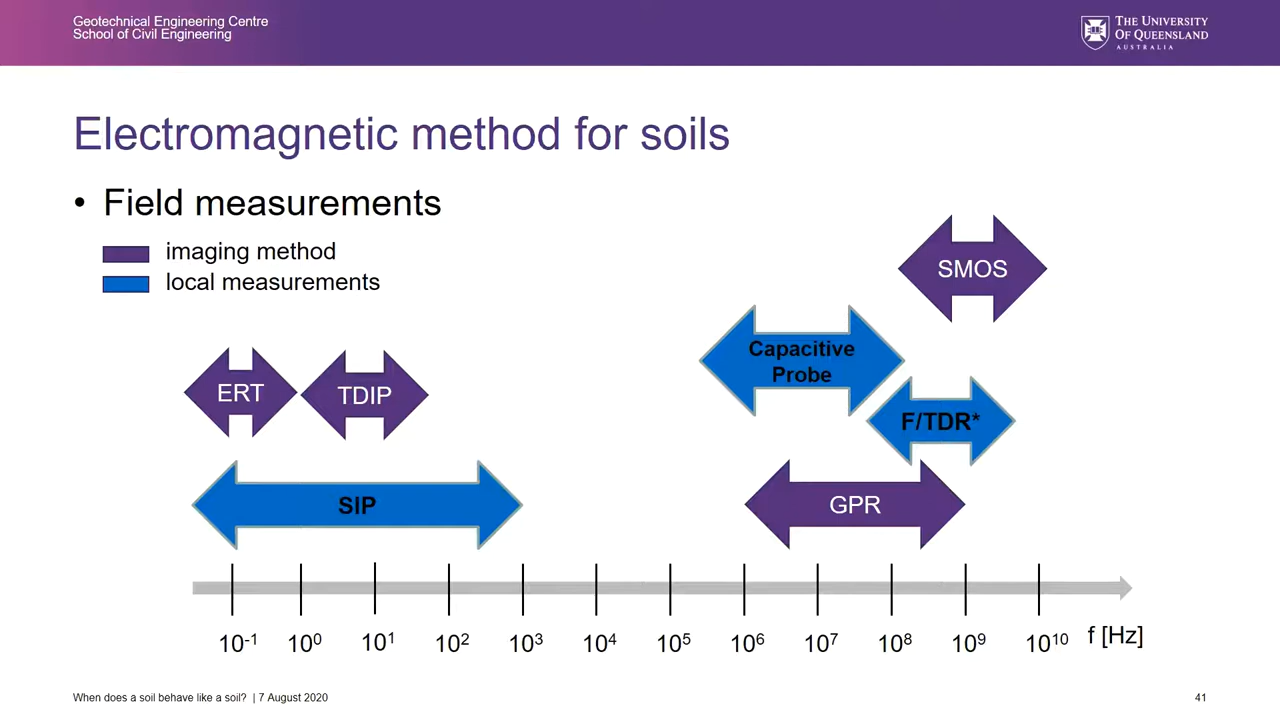 Geotechnical Engineering Centre
School of Civil Engineering
THE UNIVERSITY
OF QUEENSLAND
AUSTRALIA
Electromagnetic method for soils
• Field measurements
imaging method
local measurements
SMOS
Capacitive
Probe
ERT
TDIP
F/TDR*
SIP
GPR
10⁻¹ 10⁰ 10¹ 10² 10³ 10⁴ 10⁵ 10⁶ 10⁷ 10⁸ 10⁹ 10¹⁰ f [Hz]
When does a soil behave like a soil? | 7 August 2020
41